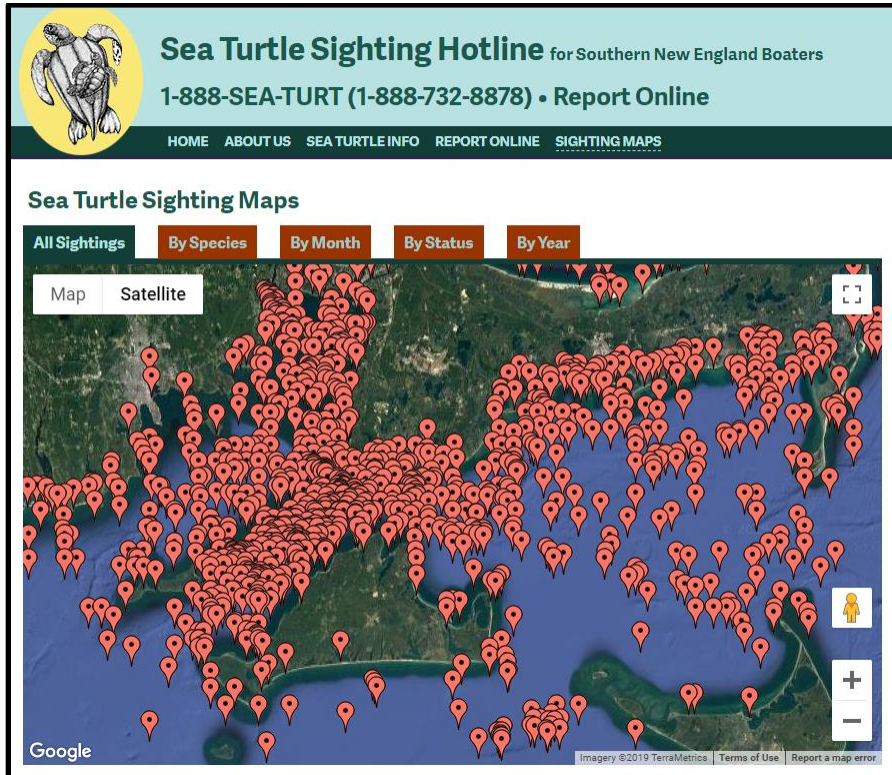 Sea Turtle Sighting Hotline for Southern New England Boaters
1-888-SEA-TURT (1-888-732-8878) • Report Online
HOME ABOUT US SEA TURTLE INFO REPORT ONLINE SIGHTING MAPS
Sea Turtle Sighting Maps
All Sightings By Species By Month By Status By Year
Map Satellite
Google
Imagery ©2019 TerraMetrics Terms of Use Report a map error